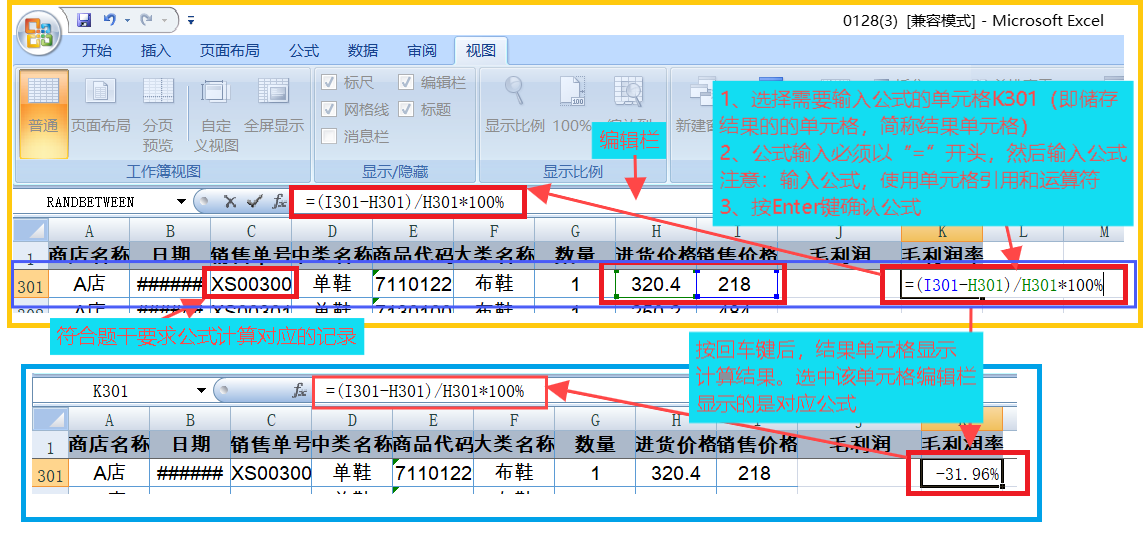 0128(3) [兼容模式] - Microsoft Excel
开始 插入 页面布局 公式 数据 审阅 视图
普通 页面布局 分页预览 自定义视图 全屏显示
工作簿视图
标尺 编辑栏
网格线 标题
消息栏
显示/隐藏
显示比例 100%
显示比例
新建窗
编辑栏
1、选择需要输入公式的单元格K301（即储存
结果的的单元格，简称结果单元格）
2、公式输入必须以“=”开头，然后输入公式
注意：输入公式，使用单元格引用和运算符
3、按Enter键确认公式
RANDBETWEEN =(I301-H301)/H301*100%
A B C D E F G H I J K L M
1 商店名称 日期 销售单号 中类名称 商品代码 大类名称 数量 进货价格 销售价格 毛利润 毛利润率
301 A店 ###### XS00300 单鞋 7110122 布鞋 1 320.4 218 =(I301-H301)/H301*100%
符合题干要求公式计算对应的记录
按回车键后，结果单元格显示
计算结果。选中该单元格编辑栏
显示的是对应公式
K301 =(I301-H301)/H301*100%
A B C D E F G H
1 商店名称 日期 销售单号 中类名称 商品代码 大类名称 数量 进货价格 销售价格 毛利润 毛利润率
301 A店 ###### XS00300 单鞋 7110122 布鞋 1 320.4 218 -31.96%